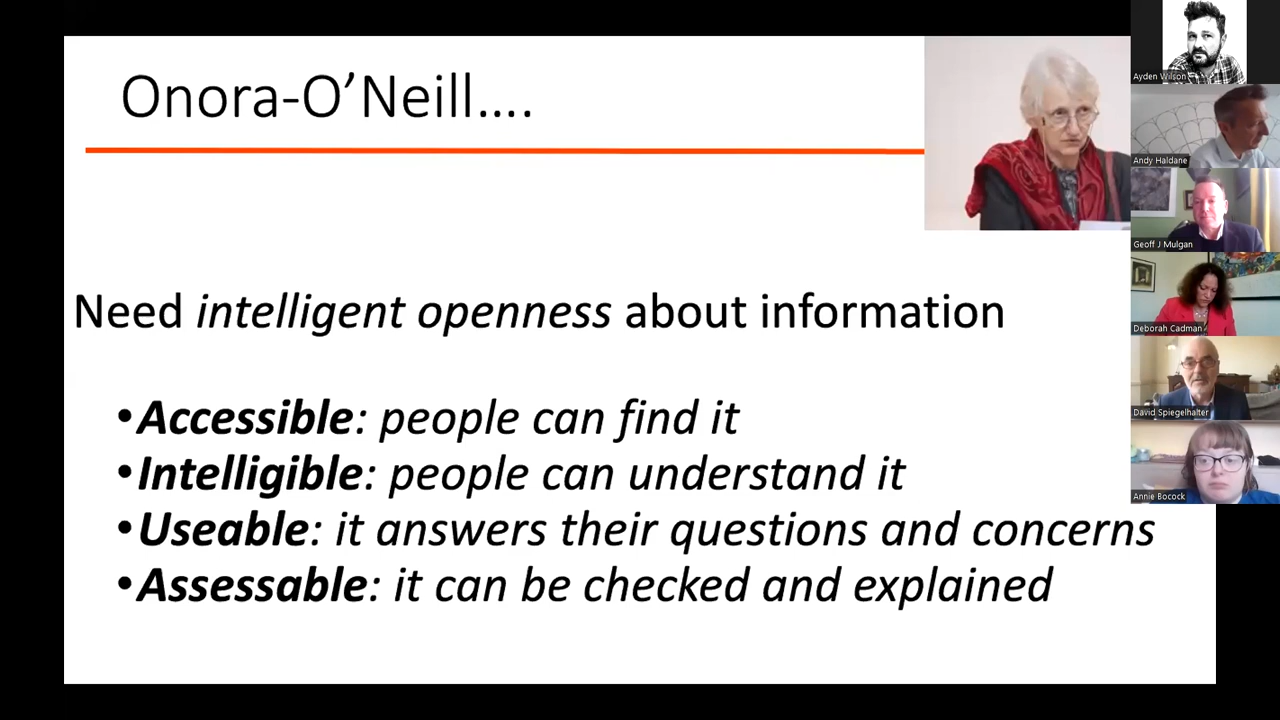 Onora-O’Neill….
Need intelligent openness about information
•Accessible: people can find it
•Intelligible: people can understand it
•Useable: it answers their questions and concerns
•Assessable: it can be checked and explained
Ayden Wilson
Andy Haldane
Geoff J Mulgan
Deborah Cadman
David Spiegelhalter
Annie Bocock